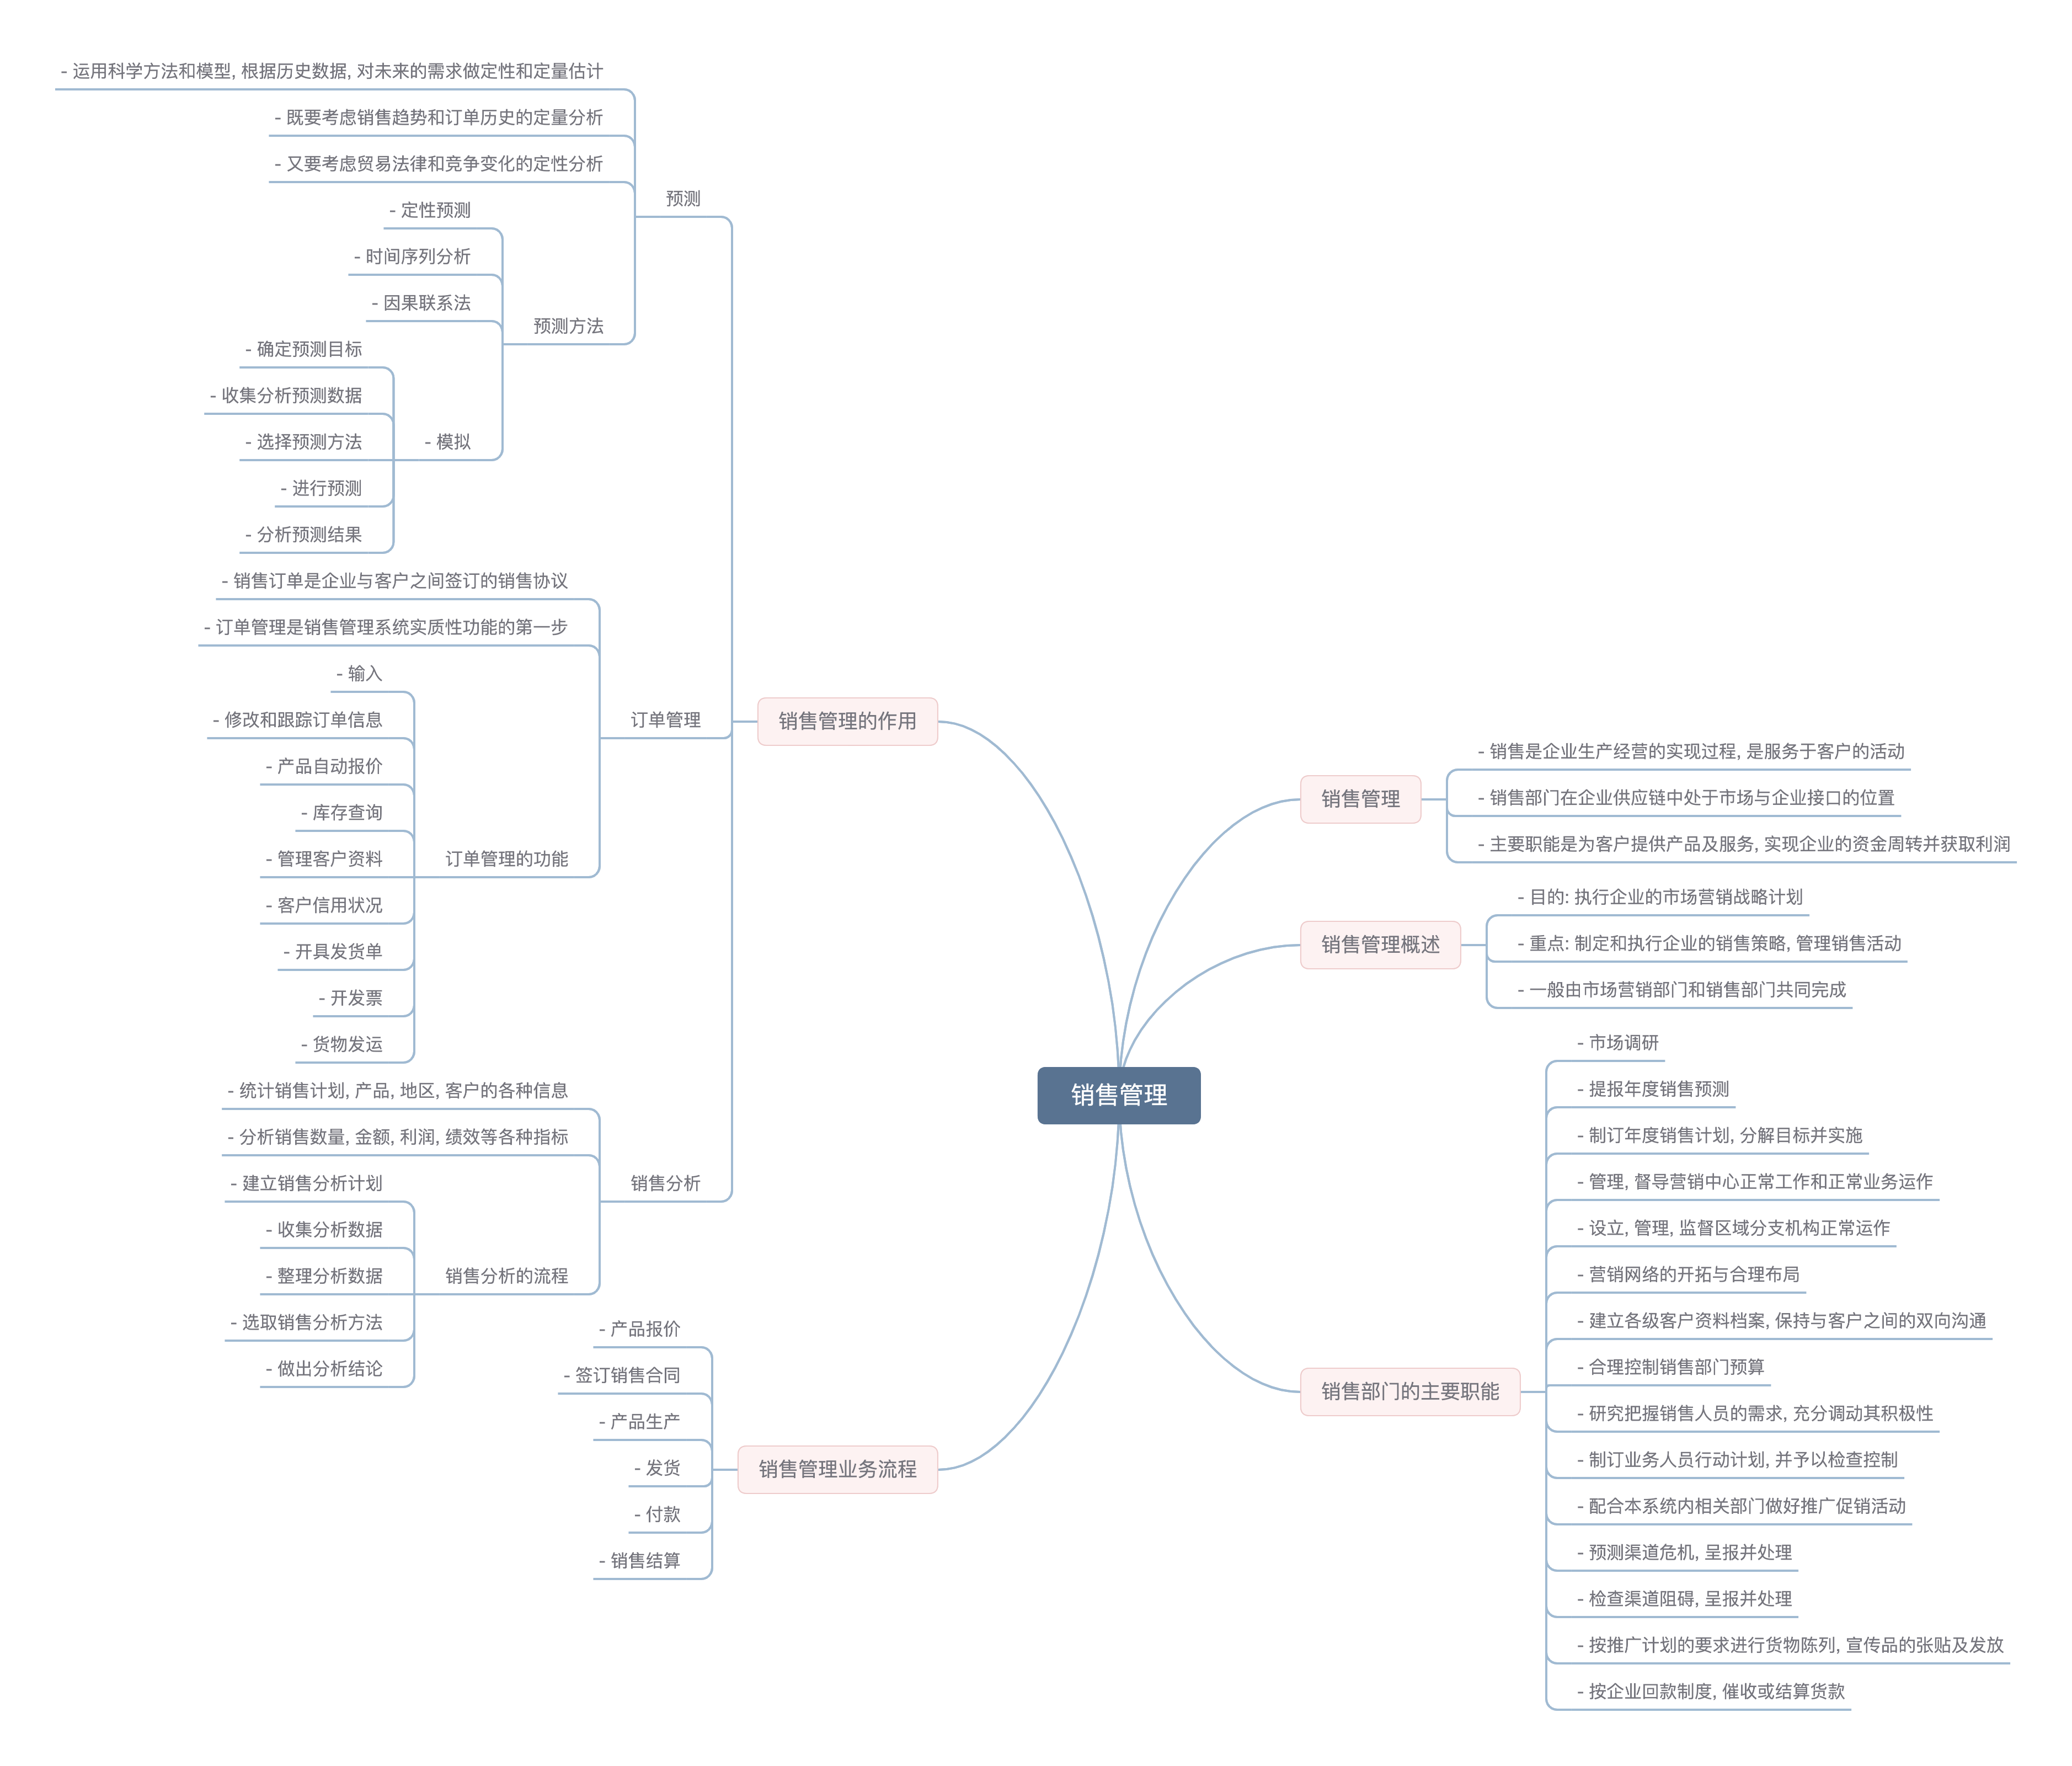 销售管理
销售管理
- 销售是企业生产经营的实现过程, 是服务于客户的活动
- 销售部门在企业供应链中处于市场与企业接口的位置
- 主要职能是为客户提供产品及服务, 实现企业的资金周转并获取利润
销售管理概述
- 目的: 执行企业的市场营销战略计划
- 重点: 制定和执行企业的销售策略, 管理销售活动
- 一般由市场营销部门和销售部门共同完成
销售部门的主要职能
- 市场调研
- 提报年度销售预测
- 制订年度销售计划, 分解目标并实施
- 管理, 督导营销中心正常工作和正常业务运作
- 设立, 管理, 监督区域分支机构正常运作
- 营销网络的开拓与合理布局
- 建立各级客户资料档案, 保持与客户之间的双向沟通
- 合理控制销售部门预算
- 研究把握销售人员的需求, 充分调动其积极性
- 制订业务人员行动计划, 并予以检查控制
- 配合本系统内相关部门做好推广促销活动
- 预测渠道危机, 呈报并处理
- 检查渠道阻碍, 呈报并处理
- 按推广计划的要求进行货物陈列, 宣传品的张贴及发放
- 按企业回款制度, 催收或结算货款
销售管理的作用
预测
- 运用科学方法和模型, 根据历史数据, 对未来的需求做定性和定量估计
- 既要考虑销售趋势和订单历史的定量分析
- 又要考虑贸易法律和竞争变化的定性分析
预测方法
- 定性预测
- 时间序列分析
- 因果联系法
- 模拟
- 确定预测目标
- 收集分析预测数据
- 选择预测方法
- 进行预测
- 分析预测结果
订单管理
- 销售订单是企业与客户之间签订的销售协议
- 订单管理是销售管理系统实质性功能的第一步
订单管理的功能
- 输入
- 修改和跟踪订单信息
- 产品自动报价
- 库存查询
- 管理客户资料
- 客户信用状况
- 开具发货单
- 开发票
- 货物发运
销售分析
- 统计销售计划, 产品, 地区, 客户的各种信息
- 分析销售数量, 金额, 利润, 绩效等各种指标
销售分析的流程
- 建立销售分析计划
- 收集分析数据
- 整理分析数据
- 选取销售分析方法
- 做出分析结论
销售管理业务流程
- 产品报价
- 签订销售合同
- 产品生产
- 发货
- 付款
- 销售结算